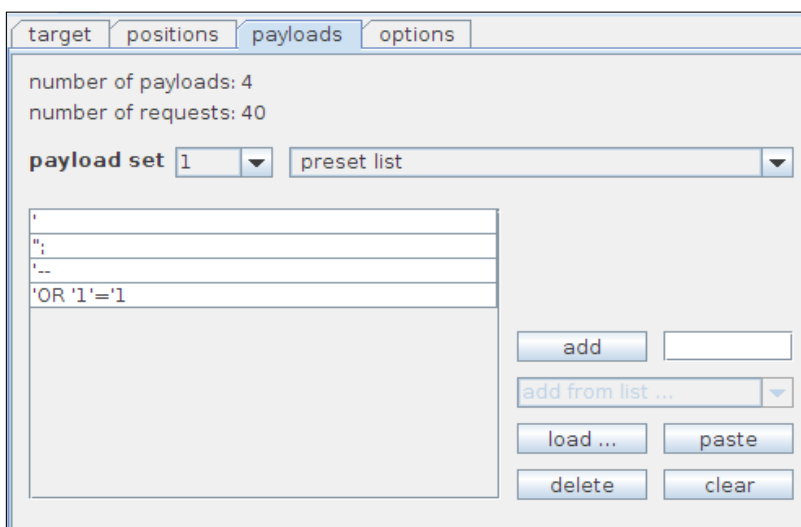 target positions payloads options
number of payloads: 4
number of requests: 40
payload set 1 preset list
'
";
'--
'OR '1'='1
add
add from list ...
load ... paste
delete clear